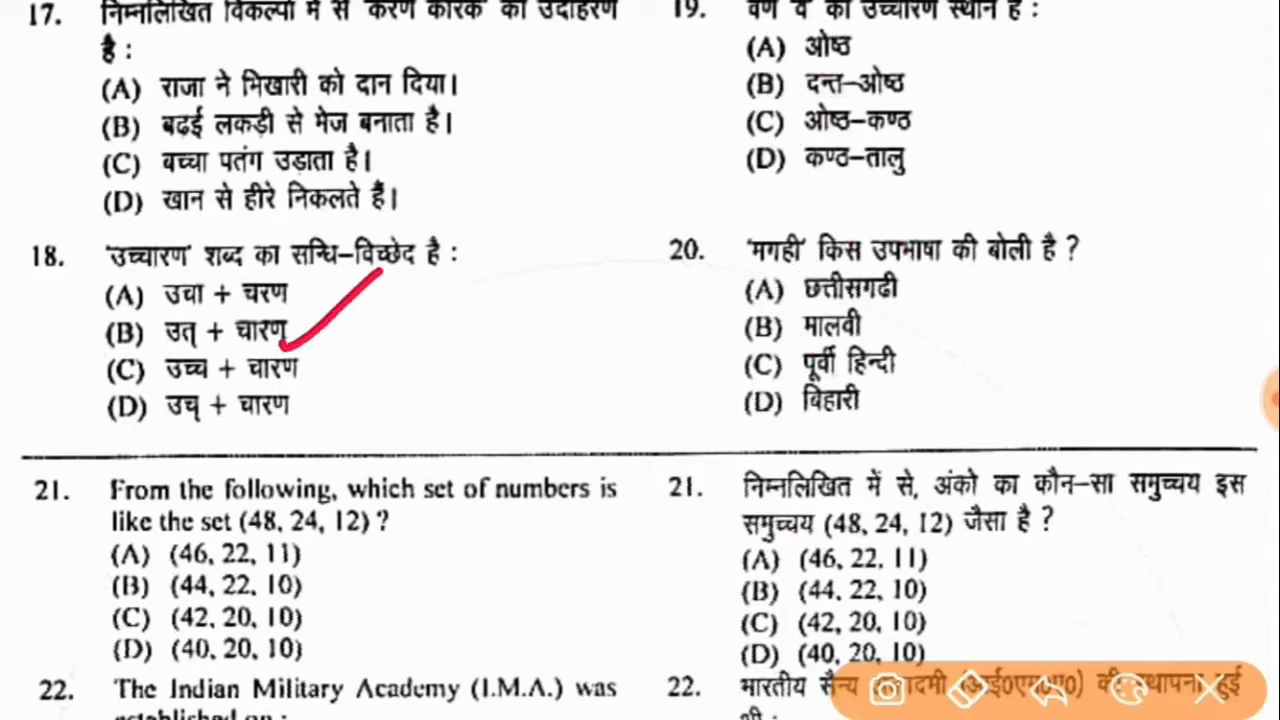 17. निम्नलिखित विकल्पों में से 'करण कारक' का उदाहरण
है :
(A) राजा ने भिखारी को दान दिया।
(B) बढ़ई लकड़ी से मेज बनाता है।
(C) बच्चा पतंग उड़ाता है।
(D) खान से हीरे निकलते हैं।
18. 'उच्चारण' शब्द का सन्धि-विच्छेद है :
(A) उचा + चरण
(B) उत् + चारण
(C) उच्च + चारण
(D) उच् + चारण
19. वर्ण 'व' का उच्चारण स्थान है :
(A) ओष्ठ
(B) दन्त-ओष्ठ
(C) ओष्ठ-कण्ठ
(D) कण्ठ-तालु
20. 'मगही' किस उपभाषा की बोली है ?
(A) छत्तीसगढी
(B) मालवी
(C) पूर्वी हिन्दी
(D) बिहारी
21. From the following, which set of numbers is
like the set (48, 24, 12) ?
(A) (46, 22, 11)
(B) (44, 22, 10)
(C) (42, 20, 10)
(D) (40, 20, 10)
22. The Indian Military Academy (I.M.A.) was
established on :
21. निम्नलिखित में से, अंको का कौन-सा समुच्चय इस
समुच्चय (48, 24, 12) जैसा है ?
(A) (46, 22, 11)
(B) (44, 22, 10)
(C) (42, 20, 10)
(D) (40, 20, 10)
22. भारतीय सैन्य की स्थापना हुई
थी :